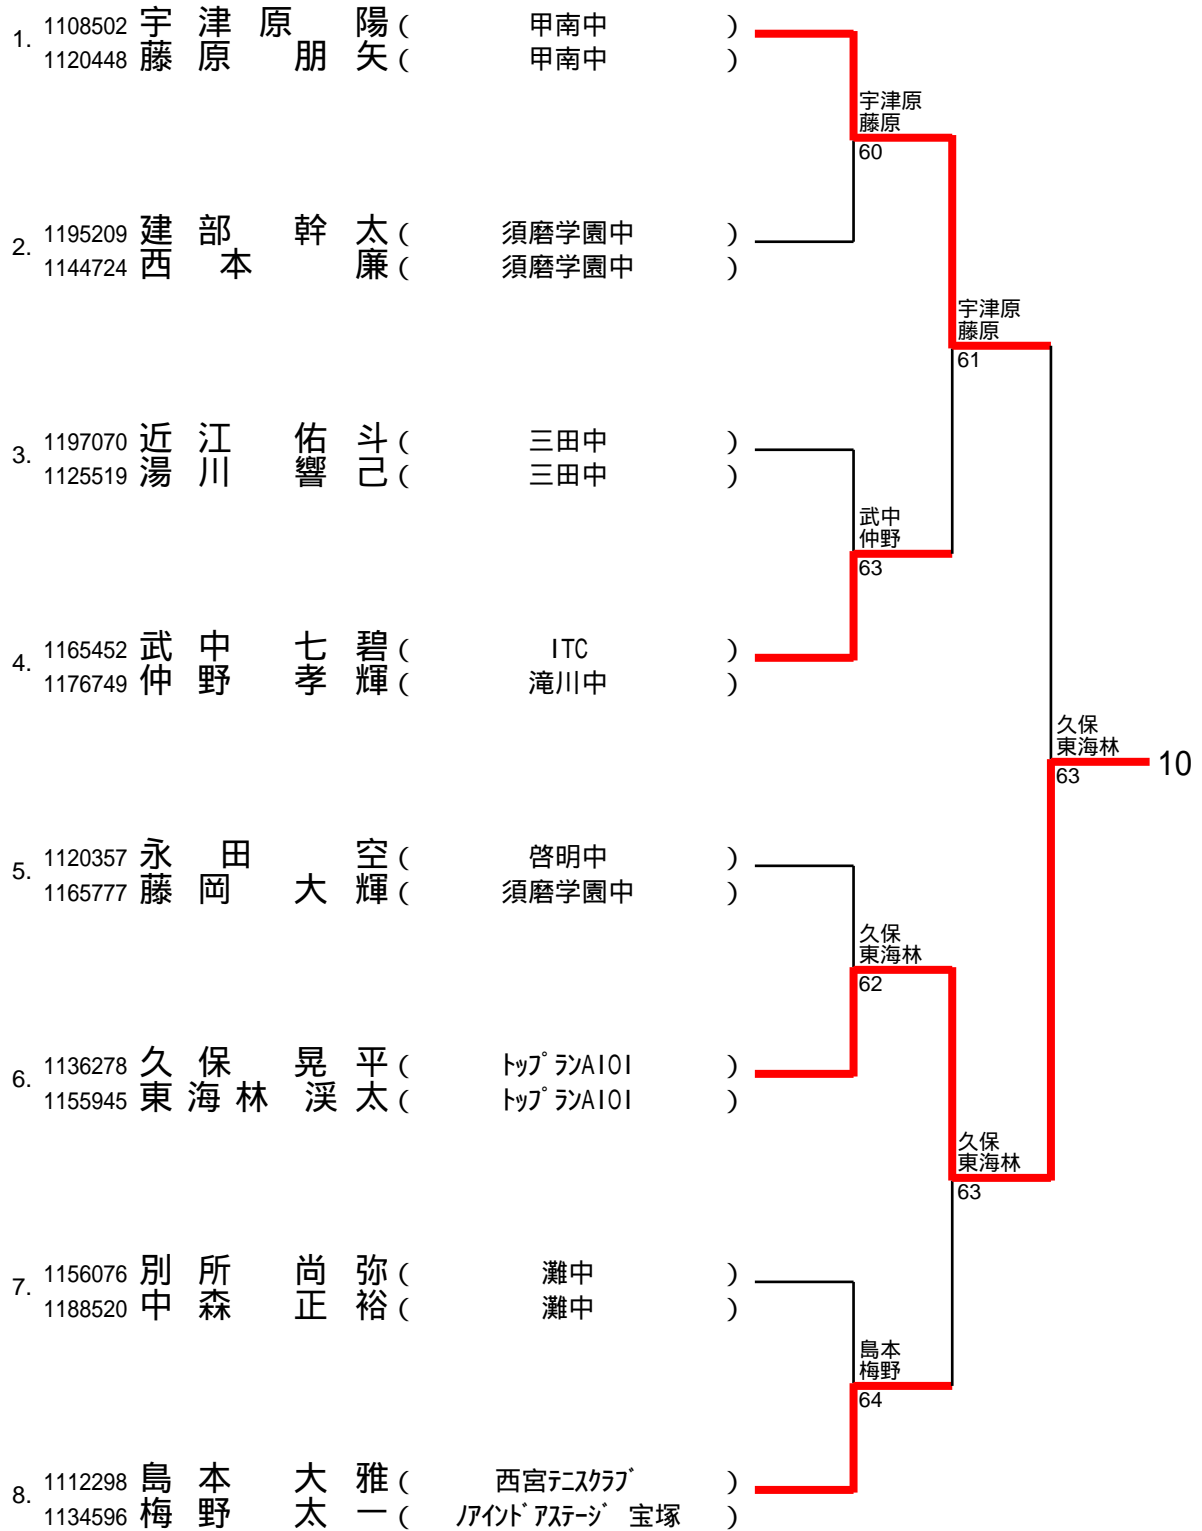 1. 1108502 宇津原 陽 ( 甲南中 )
1120448 藤原 朋矢 ( 甲南中 )
宇津原
藤原
60
2. 1195209 建部 幹太 ( 須磨学園中 )
1144724 西本 廉 ( 須磨学園中 )
宇津原
藤原
61
3. 1197070 近江 佑斗 ( 三田中 )
1125519 湯川 響己 ( 三田中 )
武中
仲野
63
4. 1165452 武中 七碧 ( ITC )
1176749 仲野 孝輝 ( 滝川中 )
久保
東海林
63
10
5. 1120357 永田 空 ( 啓明中 )
1165777 藤岡 大輝 ( 須磨学園中 )
久保
東海林
62
6. 1136278 久保 晃平 ( トップランAIOI )
1155945 東海林 渓太 ( トップランAIOI )
久保
東海林
63
7. 1156076 別所 尚弥 ( 灘中 )
1188520 中森 正裕 ( 灘中 )
島本
梅野
64
8. 1112298 島本 大雅 ( 西宮テニスクラブ )
1134596 梅野 太一 ( ノアインドアステージ宝塚 )